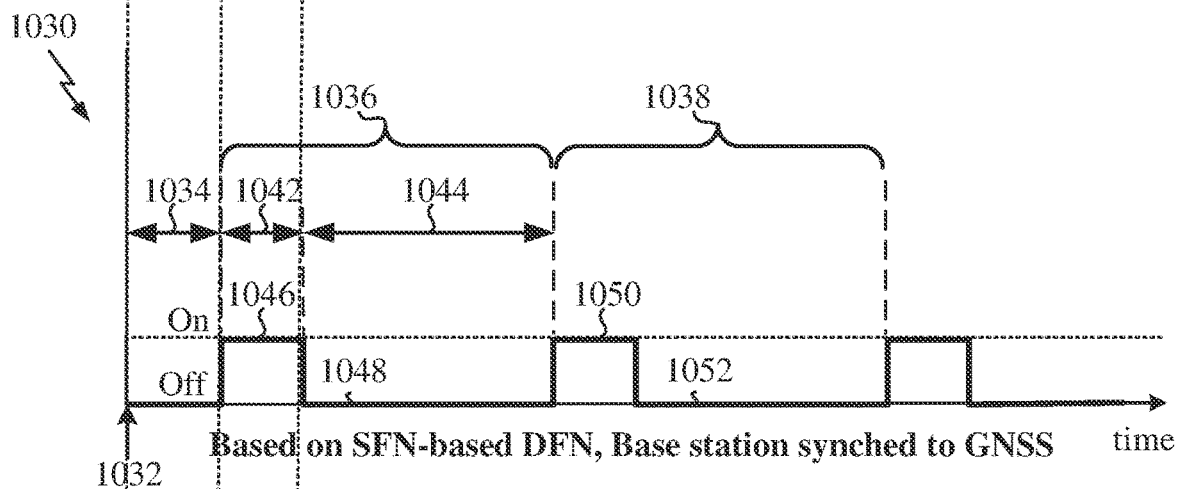 1030
1036 1038
1034 1042 1044
1046 1050
On
Off 1048 1052
Based on SFN-based DFN, Base station synched to GNSS time
1032